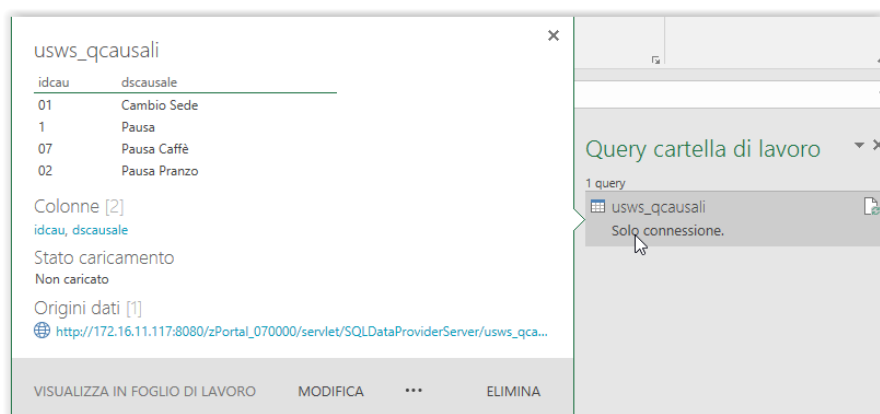 usws_qcausali
idcau dscausale
01 Cambio Sede
1 Pausa
07 Pausa Caffè
02 Pausa Pranzo
Colonne [2]
idcau, dscausale
Stato caricamento
Non caricato
Origini dati [1]
http://172.16.11.117:8080/zPortal_070000/servlet/SQLDataProviderServer/usws_qca...
VISUALIZZA IN FOGLIO DI LAVORO MODIFICA ••• ELIMINA
Query cartella di lavoro
1 query
usws_qcausali
Solo connessione.